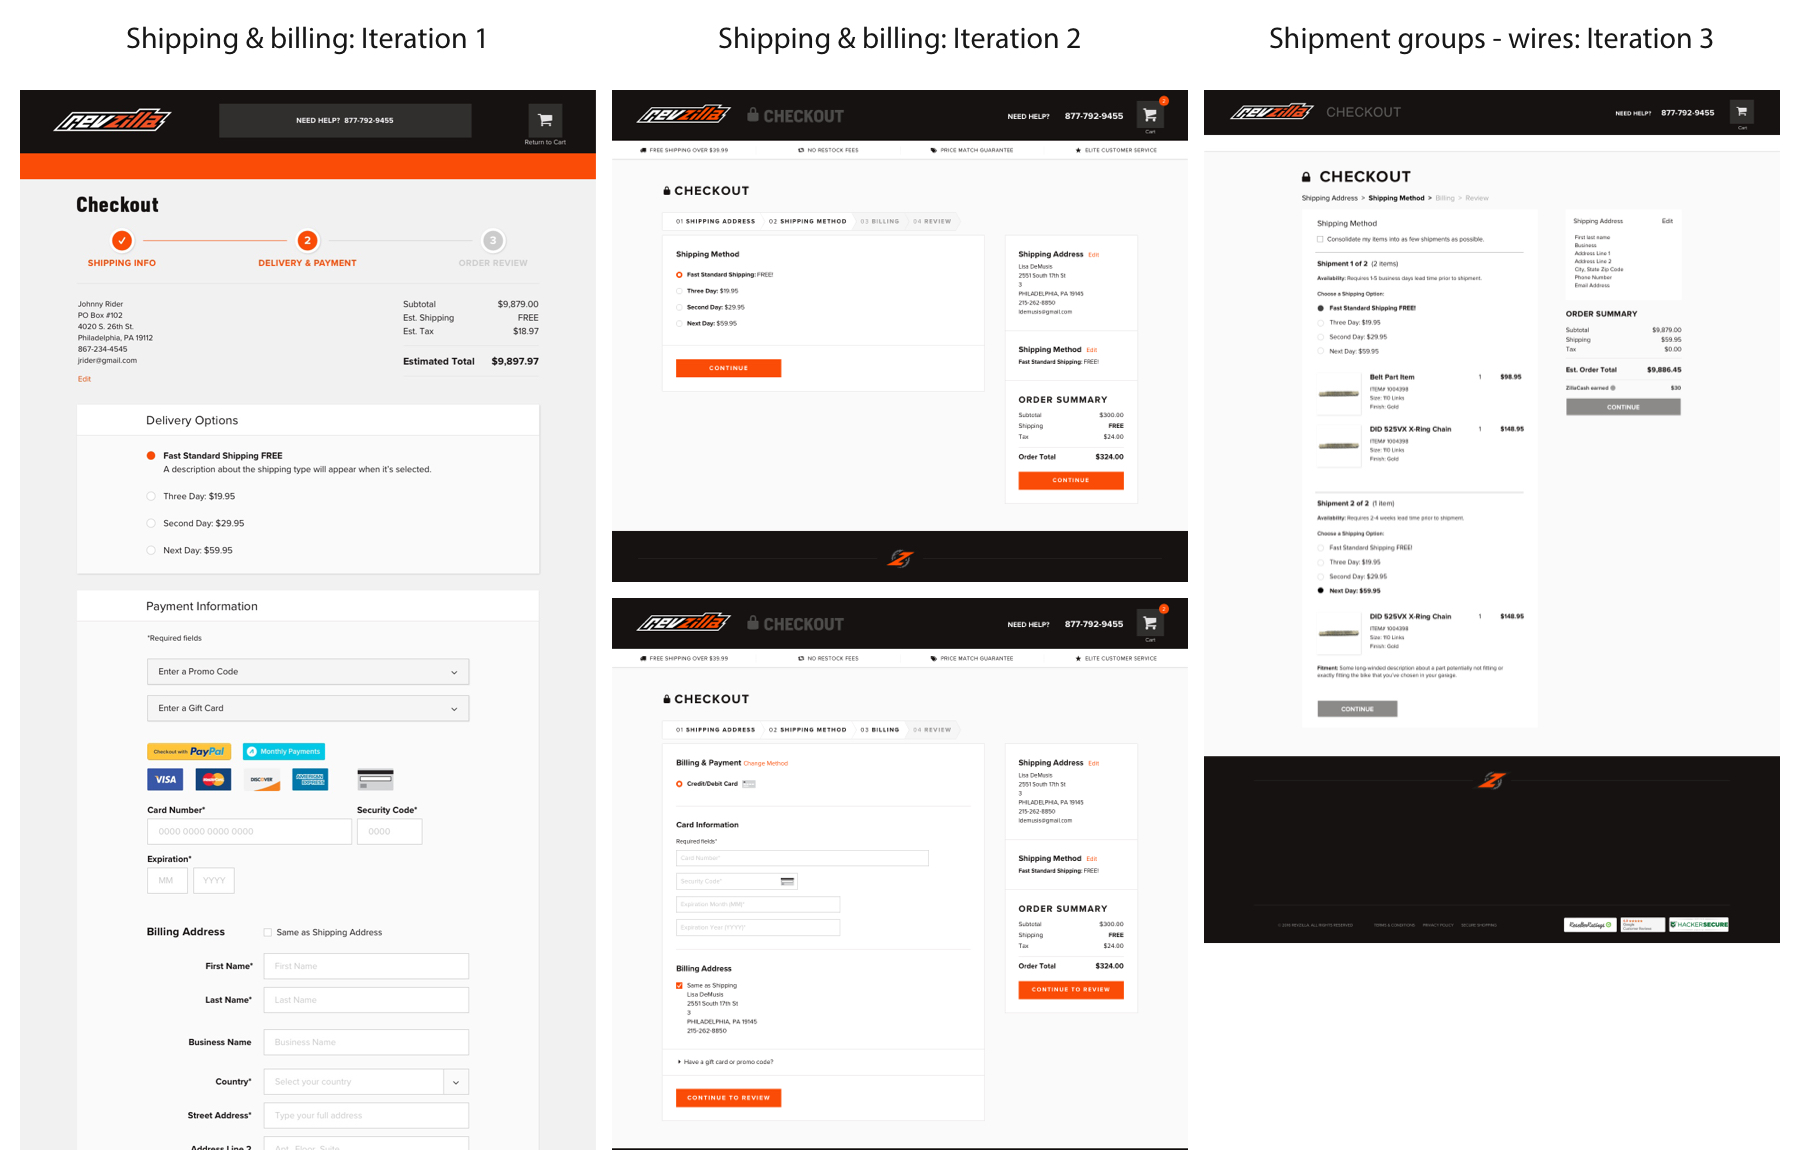 Shipping & billing: Iteration 1
revzilla
NEED HELP? 877-792-9455
Return to Cart
Checkout
2
3
SHIPPING INFO
DELIVERY & PAYMENT
ORDER REVIEW
Johnny Rider
PO Box #102
4020 S. 26th St.
Philadelphia, PA 19112
867-234-4545
jrider@gmail.com
Edit
Subtotal $9,879.00
Est. Shipping FREE
Est. Tax $18.97
Estimated Total $9,897.97
Delivery Options
Fast Standard Shipping FREE
A description about the shipping type will appear when it's selected.
Three Day: $19.95
Second Day: $29.95
Next Day: $59.95
Payment Information
*Required fields
Enter a Promo Code
Enter a Gift Card
Checkout with PayPal
Monthly Payments
VISA
MasterCard
DISCOVER
AMERICAN EXPRESS
Card Number* Security Code*
0000 0000 0000 0000 0000
Expiration*
MM YYYY
Billing Address Same as Shipping Address
First Name* First Name
Last Name* Last Name
Business Name Business Name
Country* Select your country
Street Address* Type your full address
Address Line 2 Apt, Floor, Suite
Shipping & billing: Iteration 2
revzilla CHECKOUT NEED HELP? 877-792-9455 2
Cart
FREE SHIPPING OVER $39.99 NO RESTOCK FEES PRICE MATCH GUARANTEE ELITE CUSTOMER SERVICE
CHECKOUT
01 SHIPPING ADDRESS 02 SHIPPING METHOD 03 BILLING 04 REVIEW
Shipping Method
Fast Standard Shipping: FREE!
Three Day: $19.95
Second Day: $29.95
Next Day: $59.95
CONTINUE
Shipping Address Edit
Lisa DeMusis
2551 South 17th St
3
PHILADELPHIA, PA 19145
215-262-8850
ldemusis@gmail.com
Shipping Method Edit
Fast Standard Shipping: FREE!
ORDER SUMMARY
Subtotal $300.00
Shipping FREE
Tax $24.00
Order Total $324.00
CONTINUE
Z
revzilla CHECKOUT NEED HELP? 877-792-9455 2
Cart
FREE SHIPPING OVER $39.99 NO RESTOCK FEES PRICE MATCH GUARANTEE ELITE CUSTOMER SERVICE
CHECKOUT
01 SHIPPING ADDRESS 02 SHIPPING METHOD 03 BILLING 04 REVIEW
Billing & Payment Change Method
Credit/Debit Card
Card Information
Required fields*
Card Number*
Security Code*
Expiration Month (MM)*
Expiration Year (YYYY)*
Billing Address
Same as Shipping
Lisa DeMusis
2551 South 17th St
3
PHILADELPHIA, PA 19145
215-262-8850
Have a gift card or promo code?
CONTINUE TO REVIEW
Shipping Address Edit
Lisa DeMusis
2551 South 17th St
3
PHILADELPHIA, PA 19145
215-262-8850
ldemusis@gmail.com
Shipping Method Edit
Fast Standard Shipping: FREE!
ORDER SUMMARY
Subtotal $300.00
Shipping FREE
Tax $24.00
Order Total $324.00
CONTINUE TO REVIEW
Shipment groups - wires: Iteration 3
revzilla CHECKOUT NEED HELP? 877-792-9455
Cart
CHECKOUT
Shipping Address > Shipping Method > Billing > Review
Shipping Method
Consolidate my items into as few shipments as possible.
Shipment 1 of 2 (2 items)
Availability: Requires 1-5 business days lead time prior to shipment.
Choose a Shipping Option:
Fast Standard Shipping FREE!
Three Day: $19.95
Second Day: $29.95
Next Day: $59.95
Belt Part Item 1 $98.95
ITEM# 1004398
Size: 110 Links
Finish: Gold
DID 525VX X-Ring Chain 1 $148.95
ITEM# 1004398
Size: 110 Links
Finish: Gold
Shipment 2 of 2 (1 item)
Availability: Requires 2-4 weeks lead time prior to shipment.
Choose a Shipping Option:
Fast Standard Shipping FREE!
Three Day: $19.95
Second Day: $29.95
Next Day: $59.95
DID 525VX X-Ring Chain 1 $148.95
ITEM# 1004398
Size: 110 Links
Finish: Gold
Fitment: Some long-winded description about a part potentially not fitting or
exactly fitting the bike that you've chosen in your garage.
CONTINUE
Shipping Address Edit
First last name
Business
Address Line 1
Address Line 2
City, State Zip Code
Phone Number
Email Address
ORDER SUMMARY
Subtotal $9,879.00
Shipping $59.95
Tax $0.00
Est. Order Total $9,886.45
ZillaCash earned $30
CONTINUE
Z
REVZILLA. ALL RIGHTS RESERVED TERMS & CONDITIONS PRIVACY POLICY SECURE SHOPPING
ResellerRatings
Google
Customer Reviews
HACKERSECURE